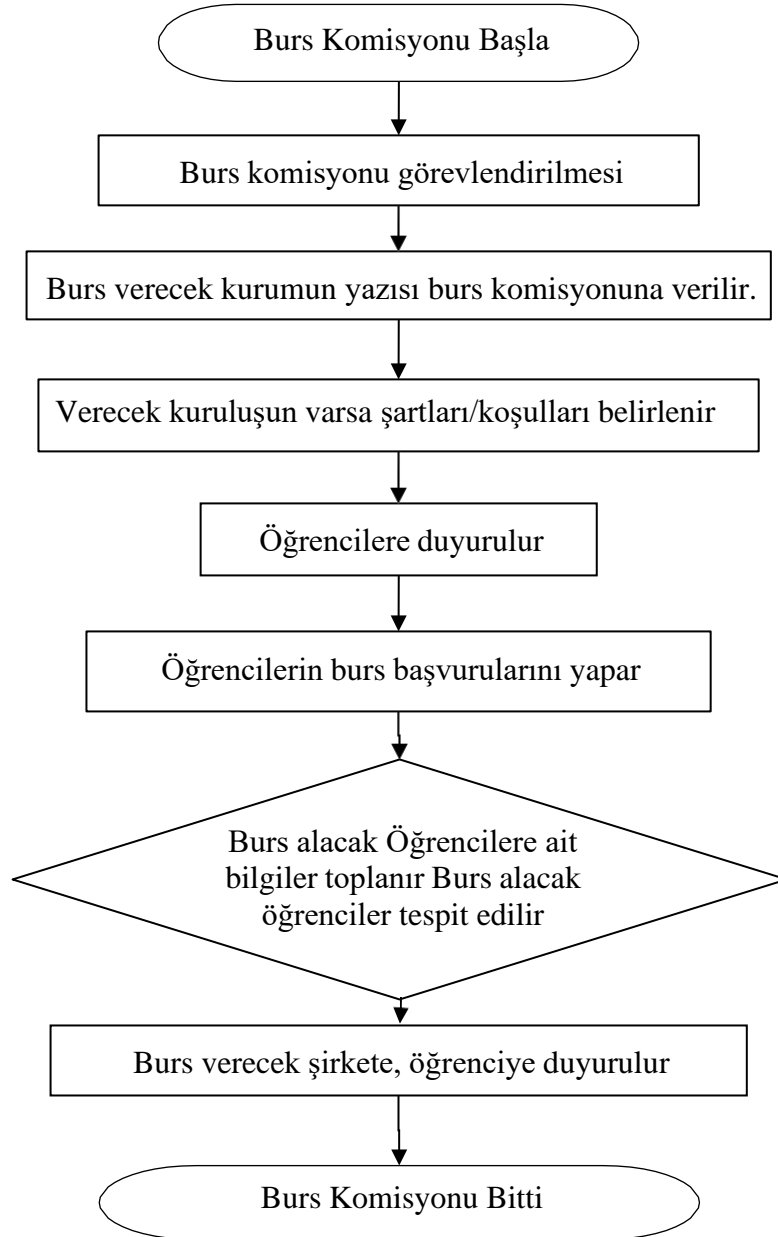 Burs Komisyonu Başla
Burs komisyonu görevlendirilmesi
Burs verecek kurumun yazısı burs komisyonuna verilir.
Verecek kuruluşun varsa şartları/koşulları belirlenir
Öğrencilere duyurulur
Öğrencilerin burs başvurularını yapar
Burs alacak Öğrencilere ait
bilgiler toplanır Burs alacak
öğrenciler tespit edilir
Burs verecek şirkete, öğrenciye duyurulur
Burs Komisyonu Bitti